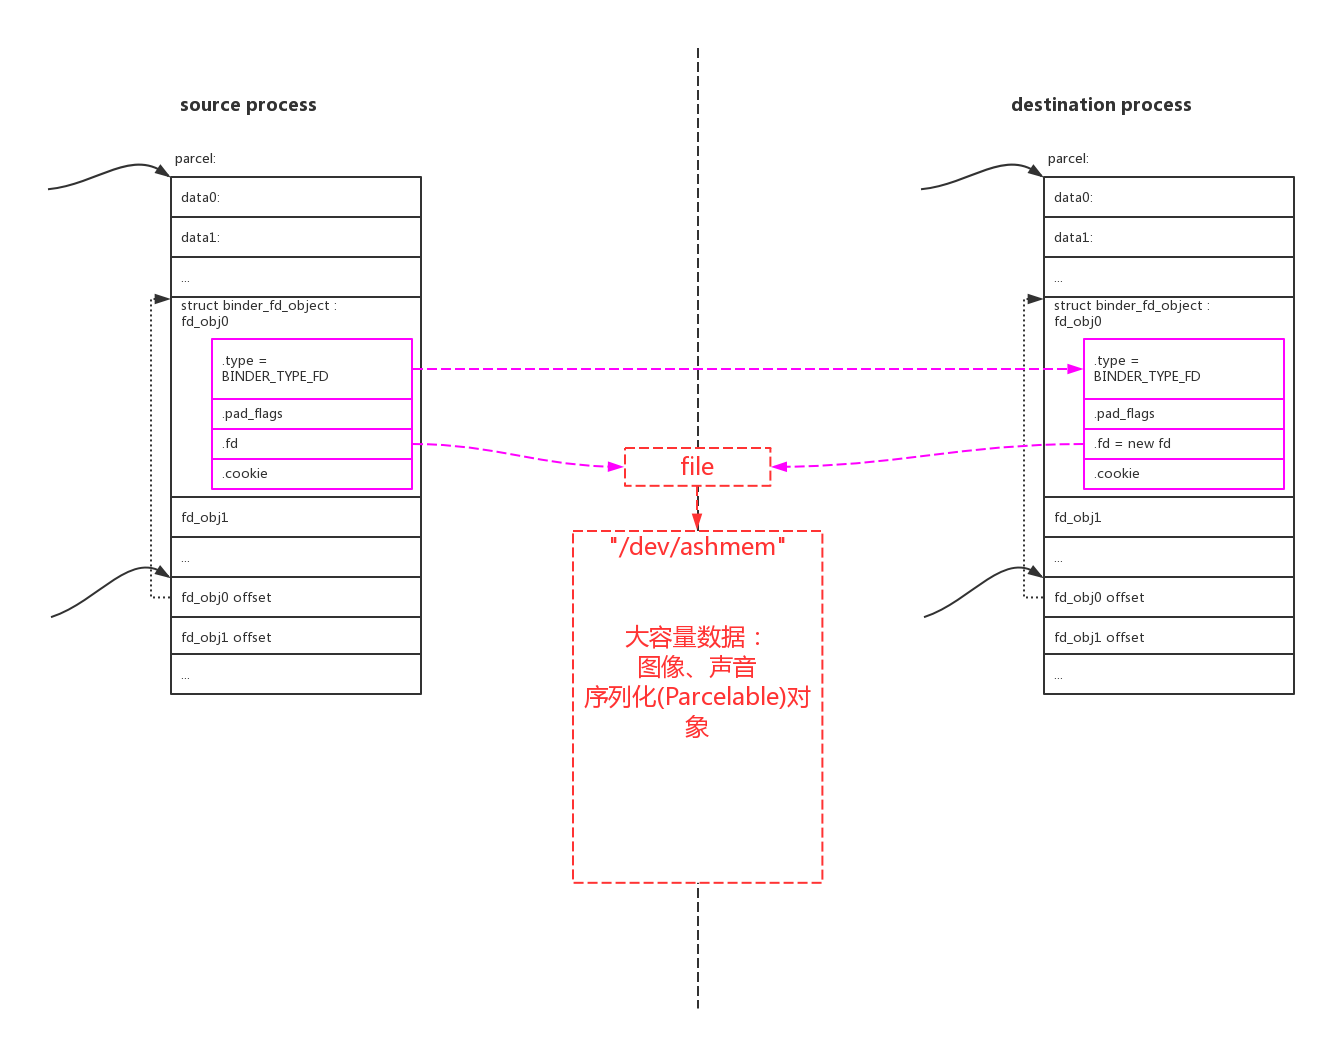 source process
parcel:
data0:
data1:
...
struct binder_fd_object :
fd_obj0
.type =
BINDER_TYPE_FD
.pad_flags
.fd
.cookie
fd_obj1
...
fd_obj0 offset
fd_obj1 offset
...
file
"/dev/ashmem"
大容量数据：
图像、声音
序列化(Parcelable)对
象
destination process
parcel:
data0:
data1:
...
struct binder_fd_object :
fd_obj0
.type =
BINDER_TYPE_FD
.pad_flags
.fd = new fd
.cookie
fd_obj1
...
fd_obj0 offset
fd_obj1 offset
...